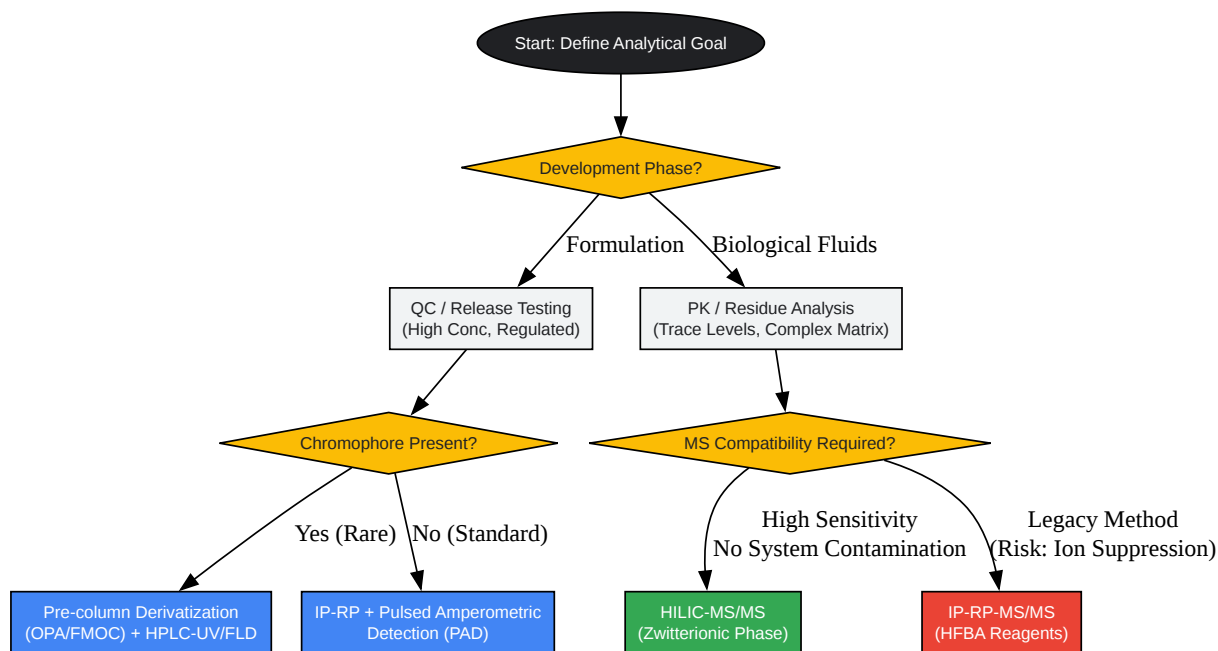 Start: Define Analytical Goal
Development Phase?
Formulation
Biological Fluids
QC / Release Testing
(High Conc, Regulated)
PK / Residue Analysis
(Trace Levels, Complex Matrix)
Chromophore Present?
MS Compatibility Required?
Yes (Rare)
No (Standard)
High Sensitivity
No System Contamination
Legacy Method
(Risk: Ion Suppression)
Pre-column Derivatization
(OPA/FMOC) + HPLC-UV/FLD
IP-RP + Pulsed Amperometric
Detection (PAD)
HILIC-MS/MS
(Zwitterionic Phase)
IP-RP-MS/MS
(HFBA Reagents)